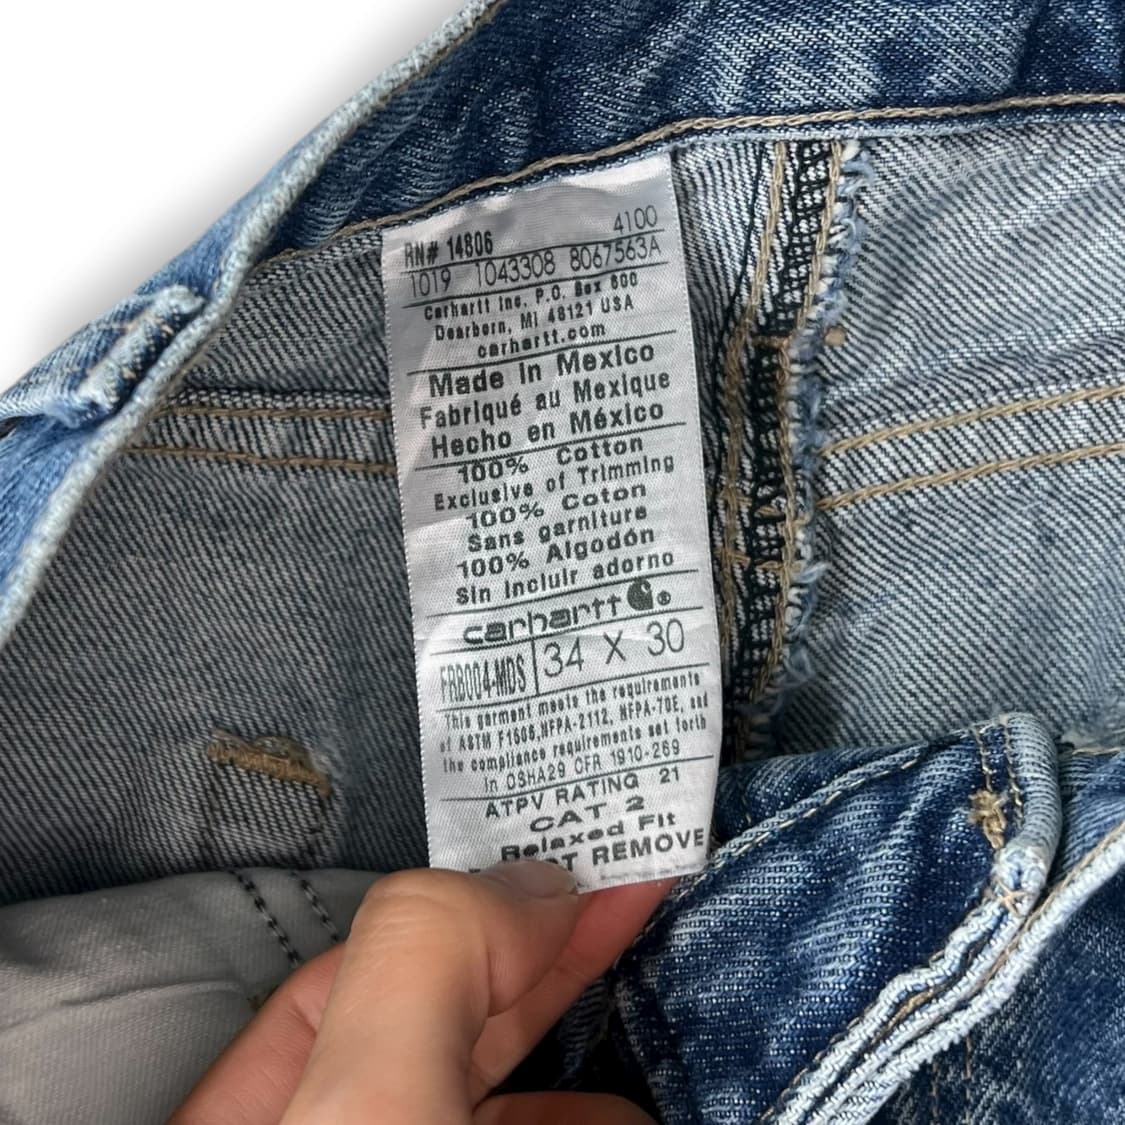 4100
RN# 14806
1019 1043308 8067563A
Carhartt Inc. P.O. Box 600
Dearborn, MI 48121 USA
carhartt.com
Made in Mexico
Fabriqué au Mexique
Hecho en México
100% Cotton
Exclusive of Trimming
100% Coton
Sans garniture
100% Algodón
Sin incluir adorno
carhartt ®
FRB004-MDS 34 X 30
This garment meets the requirements
of ASTM F1506,NFPA-2112, NFPA-70E, and
the compliance requirements set forth
in OSHA29 CFR 1910-269
ATPV RATING 21
CAT 2
Relaxed Fit
REMOVE